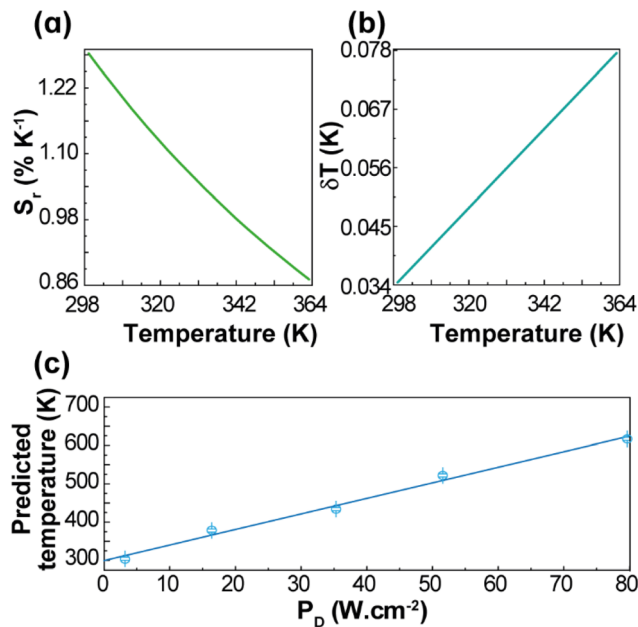 (a)
S_r (% K⁻¹)
1.22
1.10
0.98
0.86
298 320 342 364
Temperature (K)
(b)
δT (K)
0.078
0.067
0.056
0.045
0.034
298 320 342 364
Temperature (K)
(c)
Predicted
temperature (K)
700
600
500
400
300
0 10 20 30 40 50 60 70 80
P_D (W.cm⁻²)